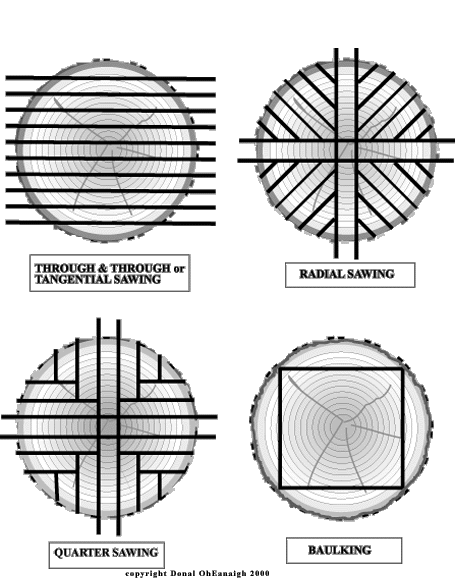 THROUGH & THROUGH or
TANGENTIAL SAWING
RADIAL SAWING
QUARTER SAWING
BAULKING
copyright Donal OhEanaigh 2000